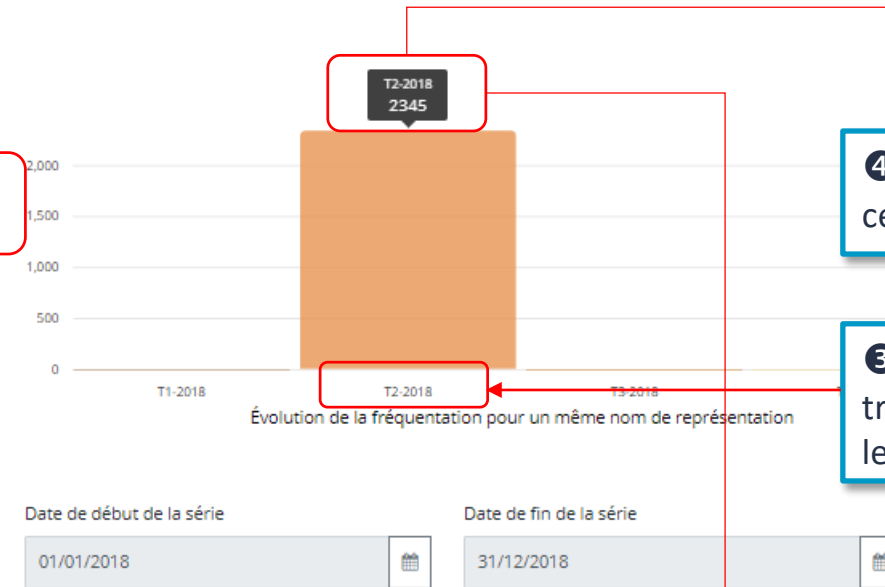 T2-2018
2345
2,000
1,500
1,000
500
0
T1-2018
T2-2018
T3-2018
Évolution de la fréquentation pour un même nom de représentation
❹
❸
Date de début de la série
Date de fin de la série
01/01/2018
31/12/2018